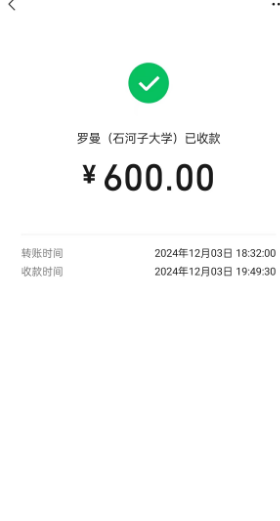 罗曼（石河子大学）已收款
¥600.00
转账时间 2024年12月03日 18:32:00
收款时间 2024年12月03日 19:49:30